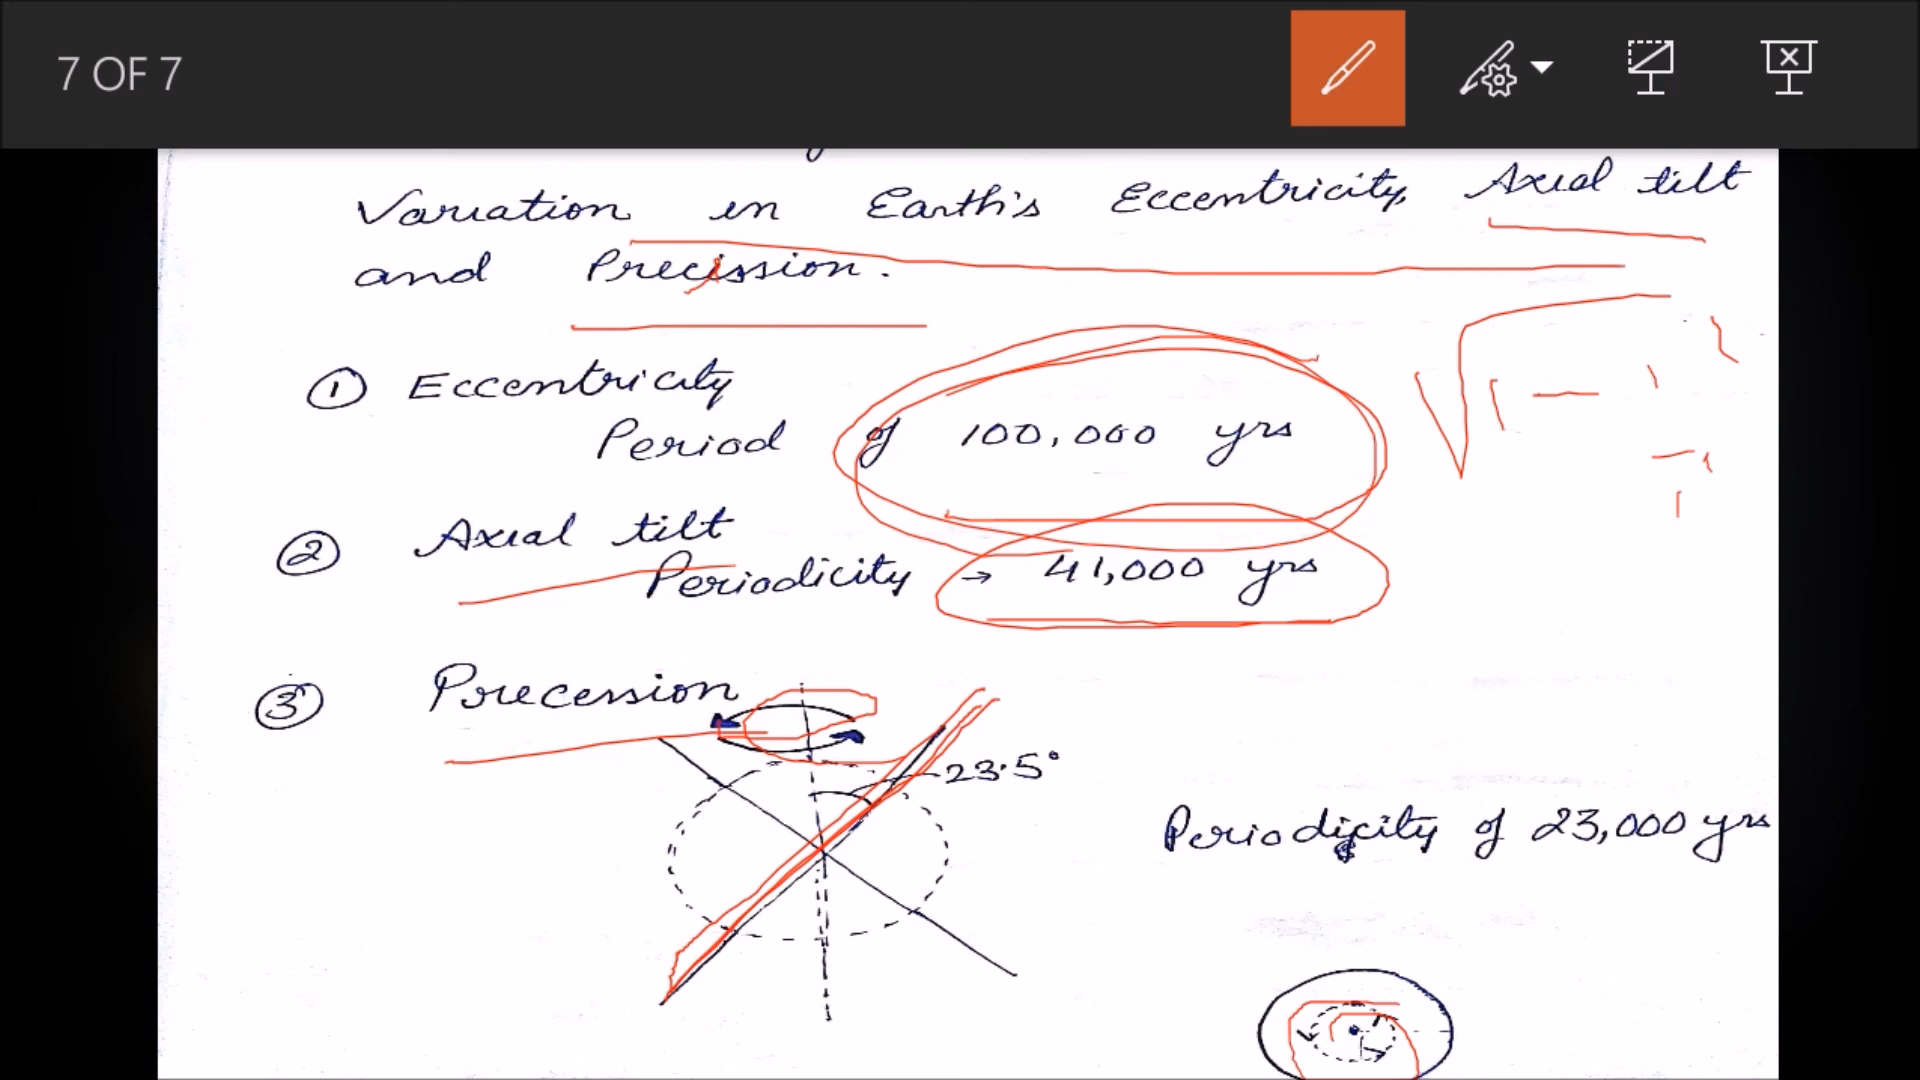 7 OF 7
Variation in Earth's Eccentricity, Axial tilt
and Precission.
① Eccentricity
Period of 100,000 yrs
② Axial tilt
Periodicity → 41,000 yrs
③ Precession
23.5°
Periodicity of 23,000 yrs